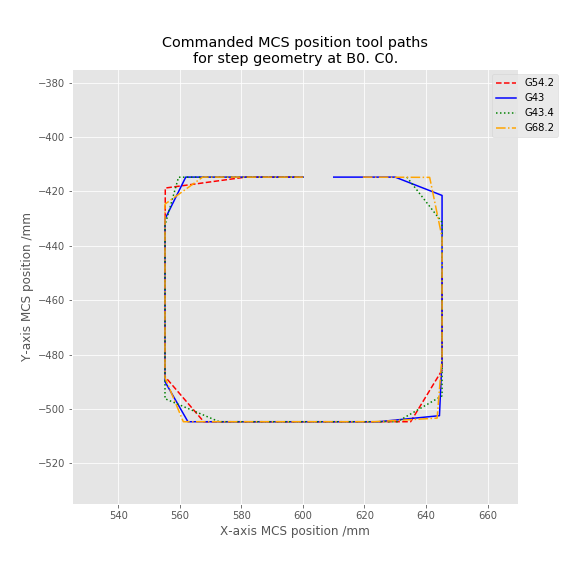 Commanded MCS position tool paths
for step geometry at B0. C0.
G54.2
G43
G43.4
G68.2
−380
−400
−420
−440
−460
−480
−500
−520
Y-axis MCS position /mm
540
560
580
600
620
640
660
X-axis MCS position /mm